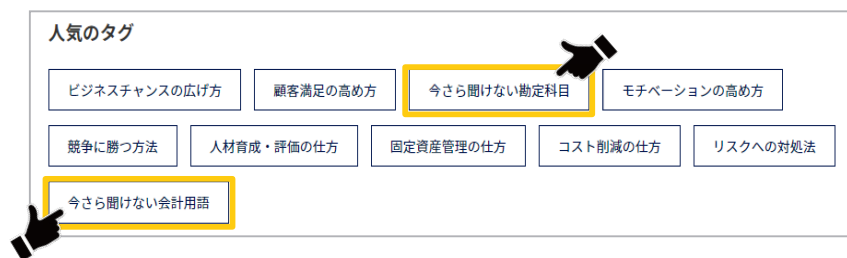 人気のタグ
ビジネスチャンスの広げ方 顧客満足の高め方 今さら聞けない勘定科目 モチベーションの高め方
競争に勝つ方法 人材育成・評価の仕方 固定資産管理の仕方 コスト削減の仕方 リスクへの対処法
今さら聞けない会計用語